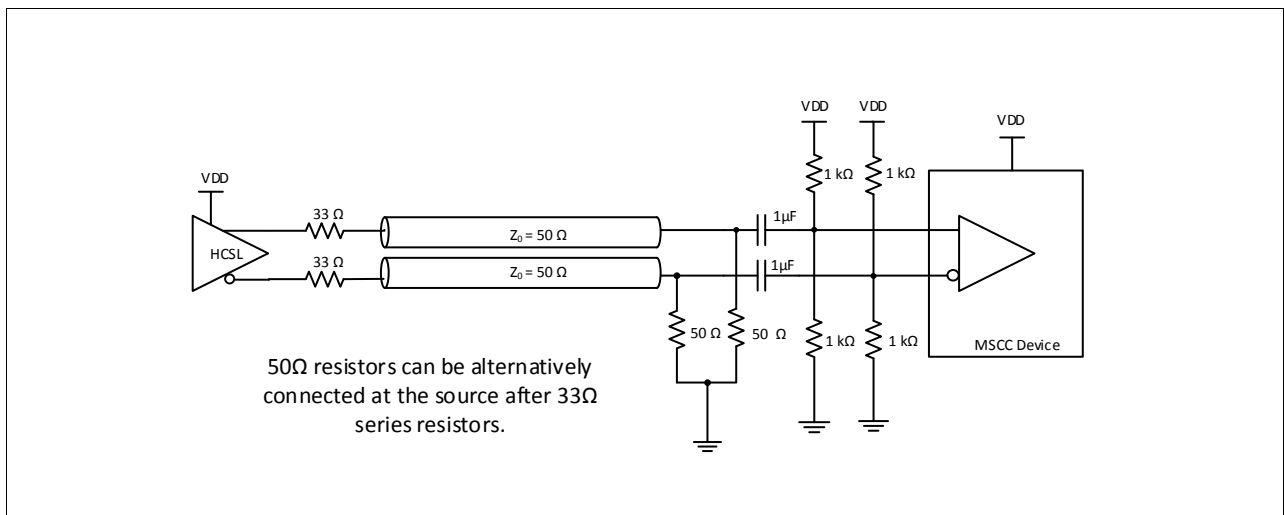 VDD
VDD
VDD
1 kΩ
1 kΩ
VDD
33 Ω
1µF
HCSL
Z₀ = 50 Ω
33 Ω
1µF
Z₀ = 50 Ω
50 Ω
50 Ω
1 kΩ
1 kΩ
MSCC Device
50Ω resistors can be alternatively
connected at the source after 33Ω
series resistors.